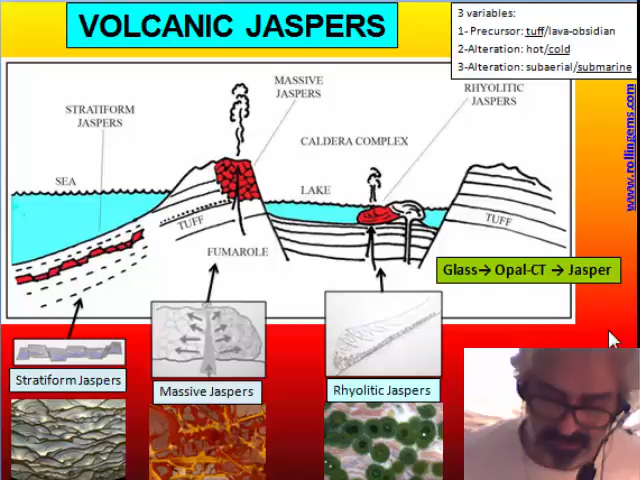 VOLCANIC JASPERS
3 variables:
1- Precursor: tuff/lava-obsidian
2-Alteration: hot/cold
3-Alteration: subaerial/submarine
www.rollingems.com
STRATIFORM
JASPERS
MASSIVE
JASPERS
RHYOLITIC
JASPERS
CALDERA COMPLEX
SEA
LAKE
TUFF
TUFF
FUMAROLE
Glass→ Opal-CT → Jasper
Stratiform Jaspers
Massive Jaspers
Rhyolitic Jaspers